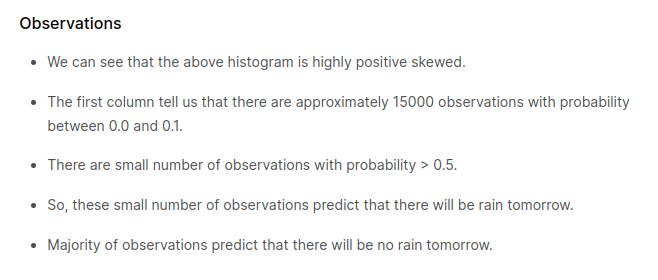 Observations
• We can see that the above histogram is highly positive skewed.
• The first column tell us that there are approximately 15000 observations with probability
between 0.0 and 0.1.
• There are small number of observations with probability > 0.5.
• So, these small number of observations predict that there will be rain tomorrow.
• Majority of observations predict that there will be no rain tomorrow.